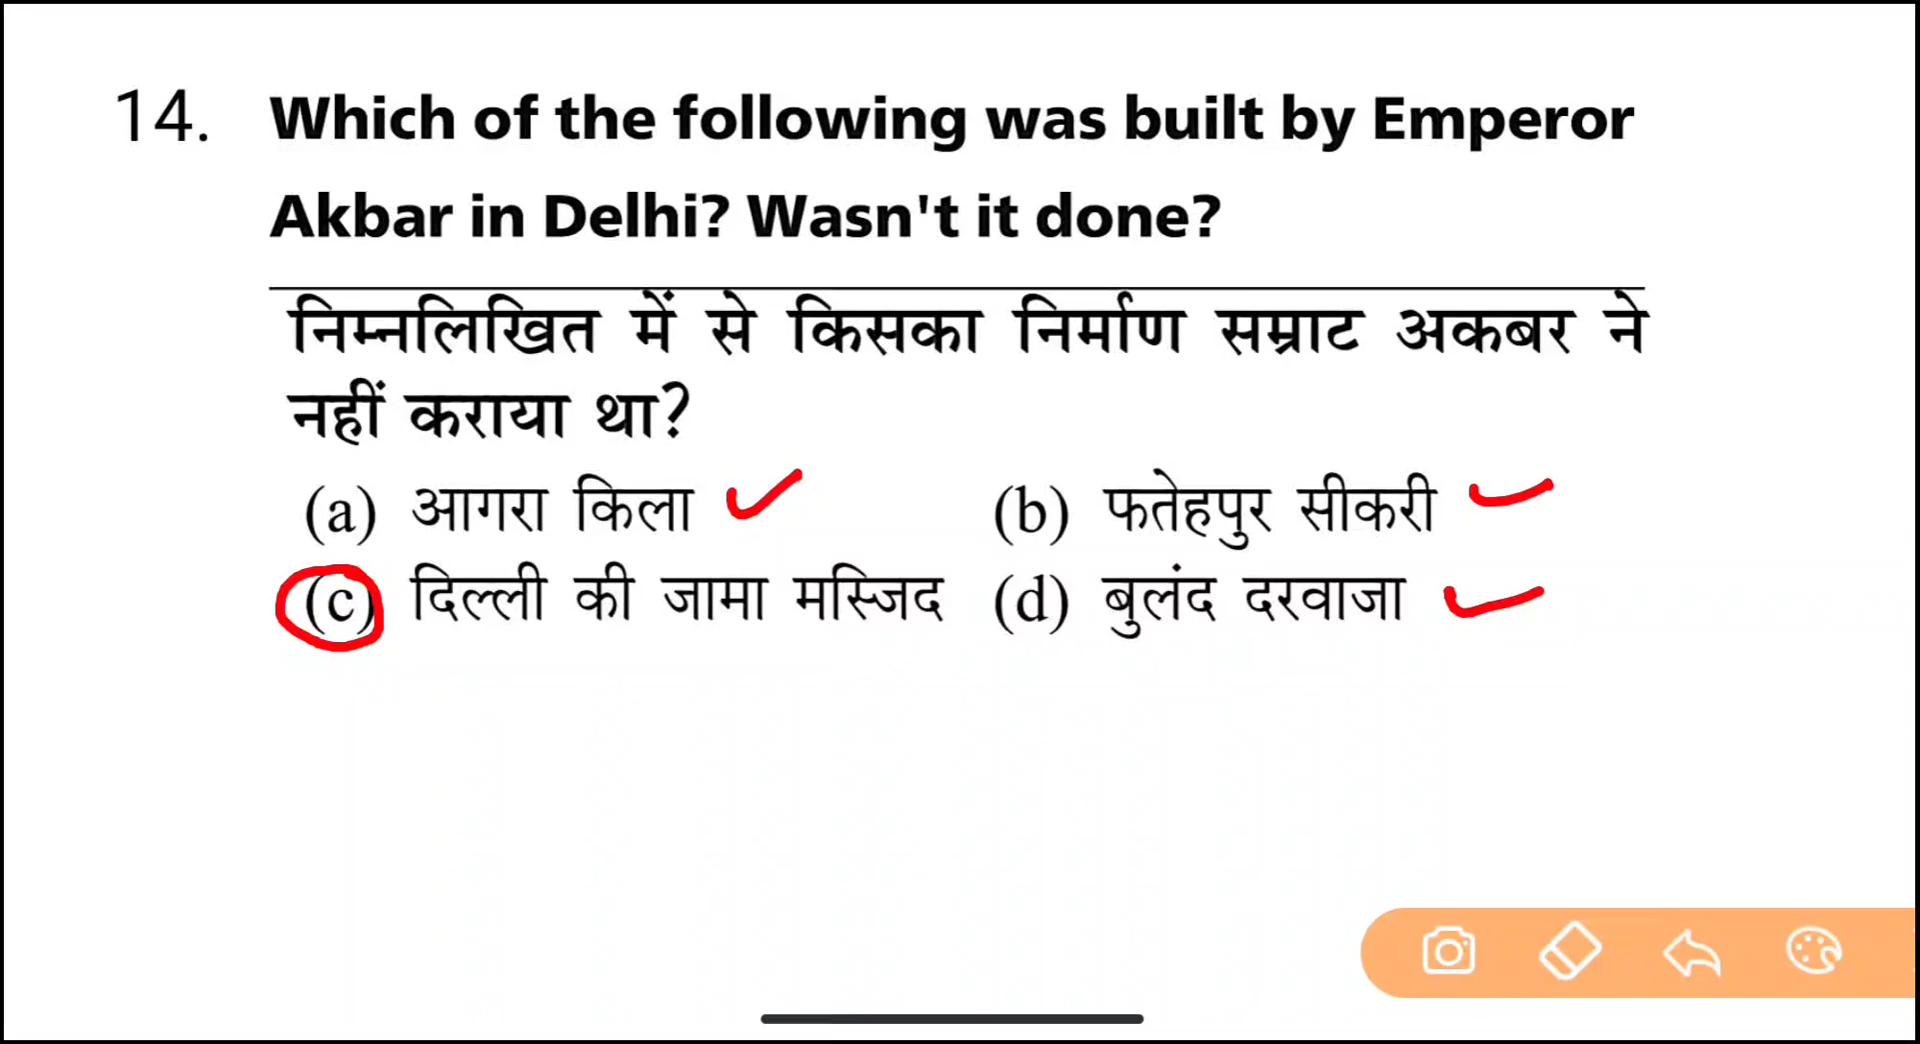 14. Which of the following was built by Emperor
Akbar in Delhi? Wasn't it done?
निम्नलिखित में से किसका निर्माण सम्राट अकबर ने
नहीं कराया था?
(a) आगरा किला (b) फतेहपुर सीकरी
(c) दिल्ली की जामा मस्जिद (d) बुलंद दरवाजा